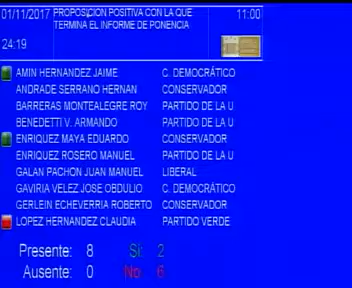 01/11/2017 PROPOSICION POSITIVA CON LA QUE 11:00
TERMINA EL INFORME DE PONENCIA
24:19
AMIN HERNANDEZ JAIME C. DEMOCRÁTICO
ANDRADE SERRANO HERNAN CONSERVADOR
BARRERAS MONTEALEGRE ROY PARTIDO DE LA U
BENEDETTI V. ARMANDO PARTIDO DE LA U
ENRIQUEZ MAYA EDUARDO CONSERVADOR
ENRIQUEZ ROSERO MANUEL PARTIDO DE LA U
GALAN PACHON JUAN MANUEL LIBERAL
GAVIRIA VELEZ JOSE OBDULIO C. DEMOCRÁTICO
GERLEIN ECHEVERRIA ROBERTO CONSERVADOR
LOPEZ HERNANDEZ CLAUDIA PARTIDO VERDE
Presente: 8 Si: 2
Ausente: 0 No: 6